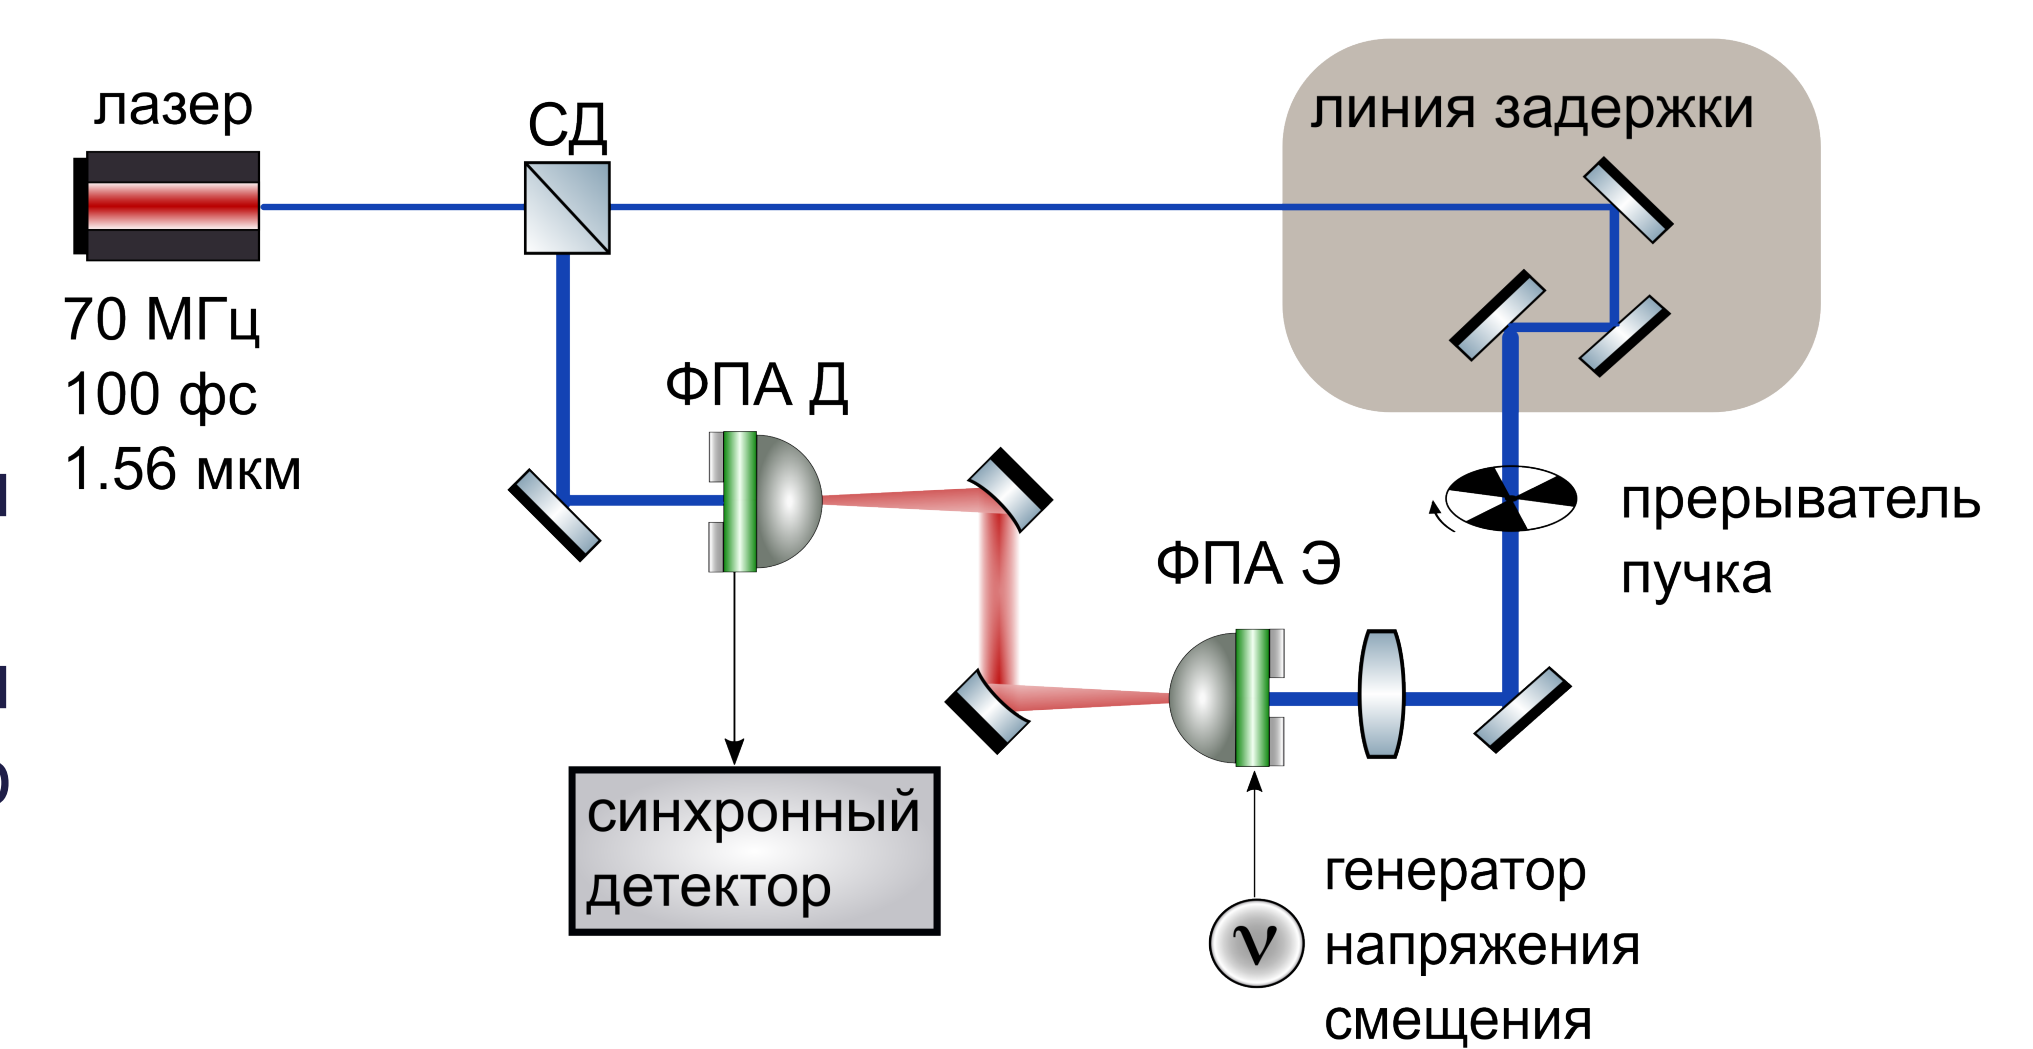 лазер
СД
линия задержки
70 МГц
100 фс
1.56 мкм
ФПА Д
прерыватель
пучка
ФПА Э
синхронный
детектор
ν
генератор
напряжения
смещения